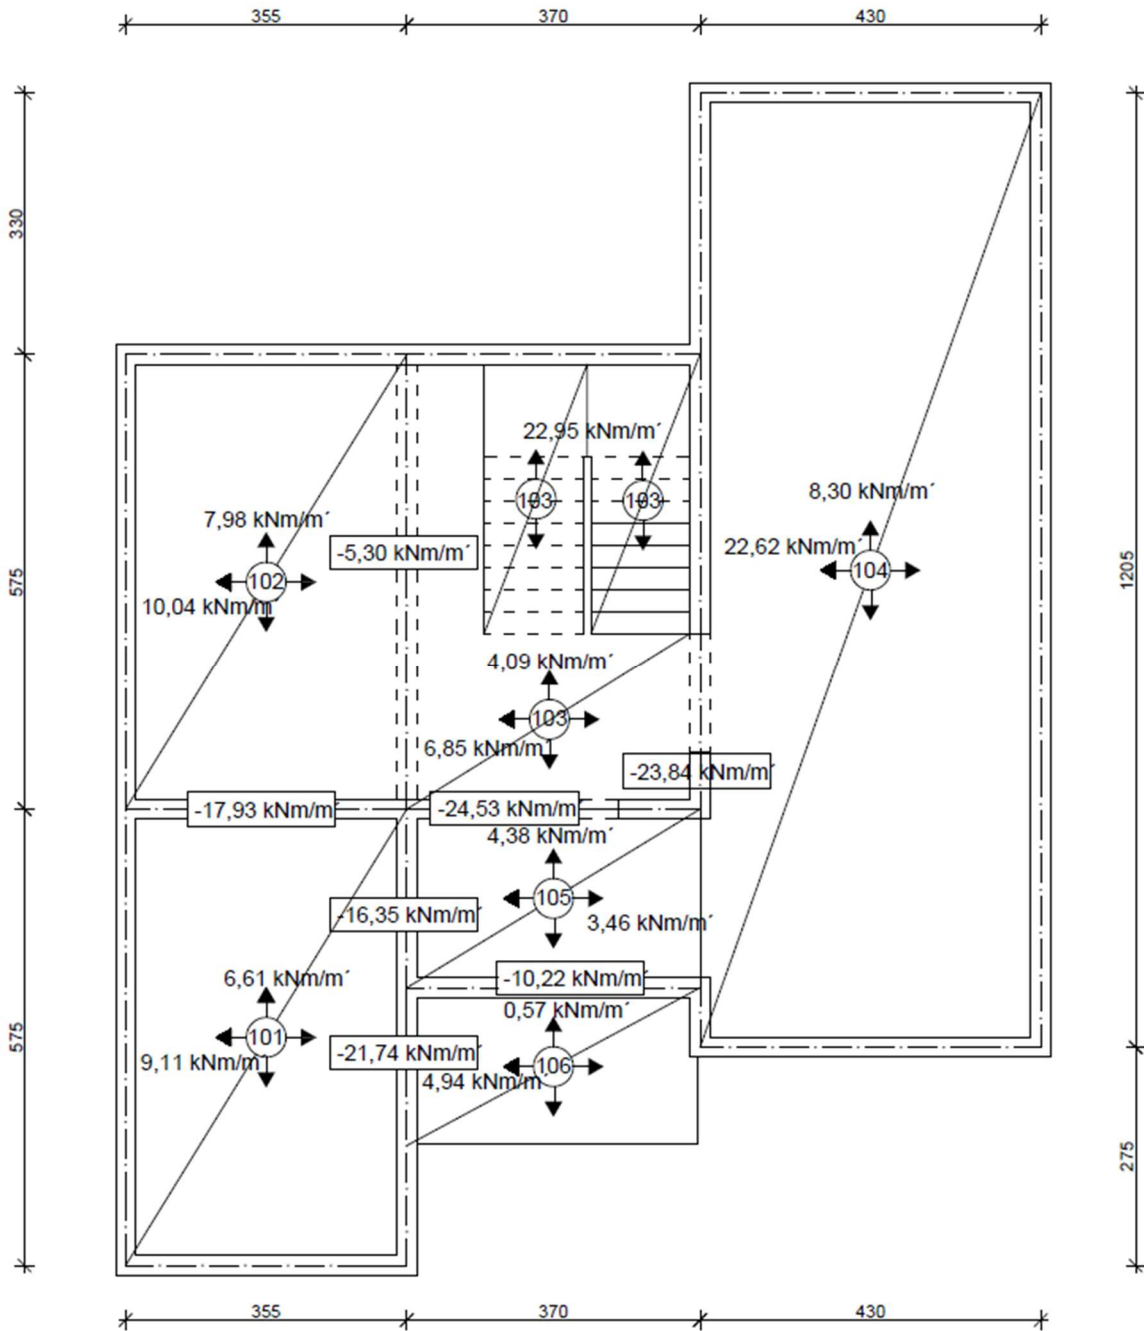 355 370 430
330
22,95 kNm/m´
103 103
8,30 kNm/m´
7,98 kNm/m´
-5,30 kNm/m´
22,62 kNm/m´
104
575
102
1205
10,04 kNm/m´
4,09 kNm/m´
103
6,85 kNm/m´
-23,84 kNm/m´
-17,93 kNm/m´
-24,53 kNm/m´
4,38 kNm/m´
105
-16,35 kNm/m´
3,46 kNm/m´
6,61 kNm/m´
-10,22 kNm/m´
0,57 kNm/m´
575
101
9,11 kNm/m´
-21,74 kNm/m´
106
4,94 kNm/m´
275
355 370 430